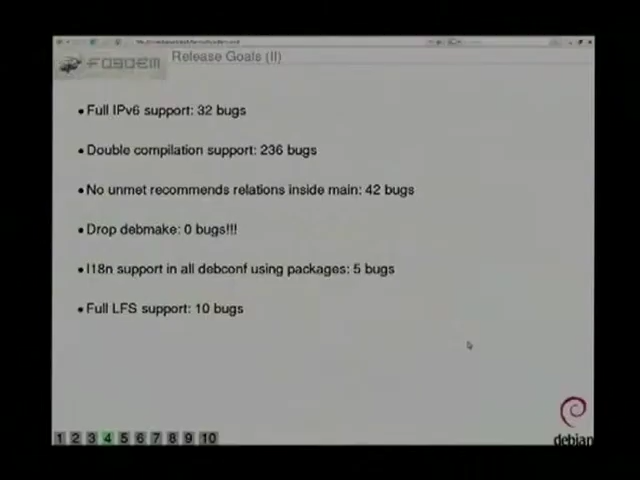 FOSDEM
Release Goals (II)
Full IPv6 support: 32 bugs
Double compilation support: 236 bugs
No unmet recommends relations inside main: 42 bugs
Drop debmake: 0 bugs!!!
I18n support in all debconf using packages: 5 bugs
Full LFS support: 10 bugs
1 2 3 4 5 6 7 8 9 10
debian